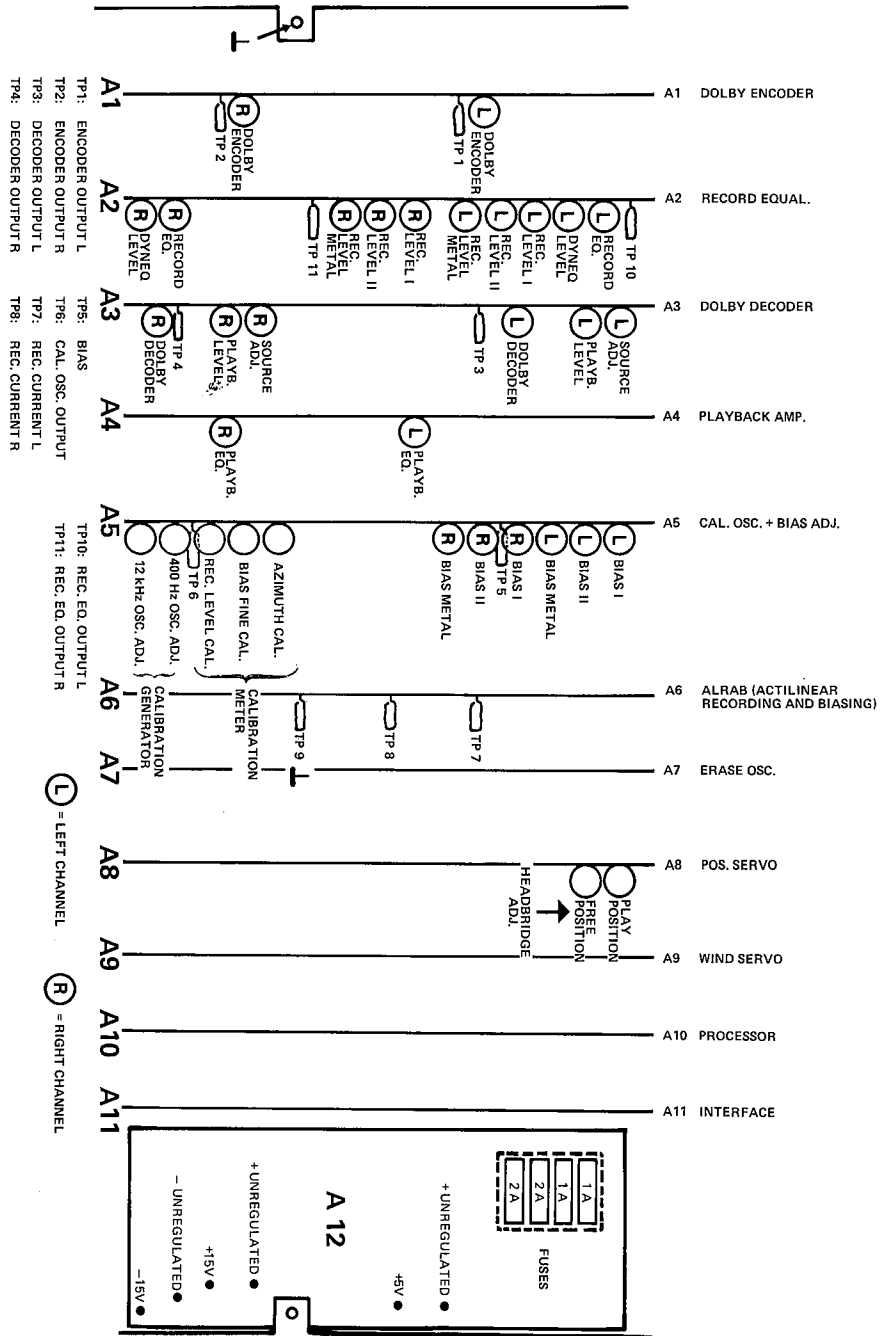 A1 DOLBY ENCODER
A2 RECORD EQUAL.
A3 DOLBY DECODER
A4 PLAYBACK AMP.
A5 CAL. OSC. + BIAS ADJ.
A6 ALRAB (ACTILINEAR
RECORDING AND BIASING)
A7 ERASE OSC.
A8 POS. SERVO
A9 WIND SERVO
A10 PROCESSOR
A11 INTERFACE
A1
R DOLBY
ENCODER
TP 2
L DOLBY
ENCODER
TP 1
A2
R DYNEQ
LEVEL
R RECORD
EQ.
TP 11
R REC.
LEVEL
METAL
R REC.
LEVEL II
R REC.
LEVEL I
L REC.
LEVEL
METAL
L REC.
LEVEL II
L REC.
LEVEL I
L DYNEQ
LEVEL
L RECORD
EQ.
TP 10
A3
R DOLBY
DECODER
TP 4
R PLAYB.
LEVEL
R SOURCE
ADJ.
TP 3
L DOLBY
DECODER
L PLAYB.
LEVEL
L SOURCE
ADJ.
A4
R PLAYB.
EQ.
L PLAYB.
EQ.
A5
12 kHz OSC. ADJ.
400 Hz OSC. ADJ.
TP 6
REC. LEVEL CAL.
BIAS FINE CAL.
AZIMUTH CAL.
R BIAS METAL
R BIAS II
TP 5
R BIAS I
L BIAS METAL
L BIAS II
L BIAS I
CALIBRATION
GENERATOR
CALIBRATION
METER
A6
TP 9
TP 8
TP 7
A7
A8
HEADBRIDGE
ADJ.
FREE
POSITION
PLAY
POSITION
A9
A10
A11
TP1: ENCODER OUTPUT L
TP2: ENCODER OUTPUT R
TP3: DECODER OUTPUT L
TP4: DECODER OUTPUT R
TP5: BIAS
TP6: CAL. OSC. OUTPUT
TP7: REC. CURRENT L
TP8: REC. CURRENT R
TP10: REC. EQ. OUTPUT L
TP11: REC. EQ. OUTPUT R
L = LEFT CHANNEL
R = RIGHT CHANNEL
A 12
−15V
− UNREGULATED
+15V
+ UNREGULATED
+5V
+ UNREGULATED
2 A
2 A
1 A
1 A
FUSES